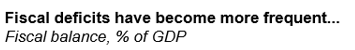 Fiscal deficits have become more frequent...
Fiscal balance, % of GDP